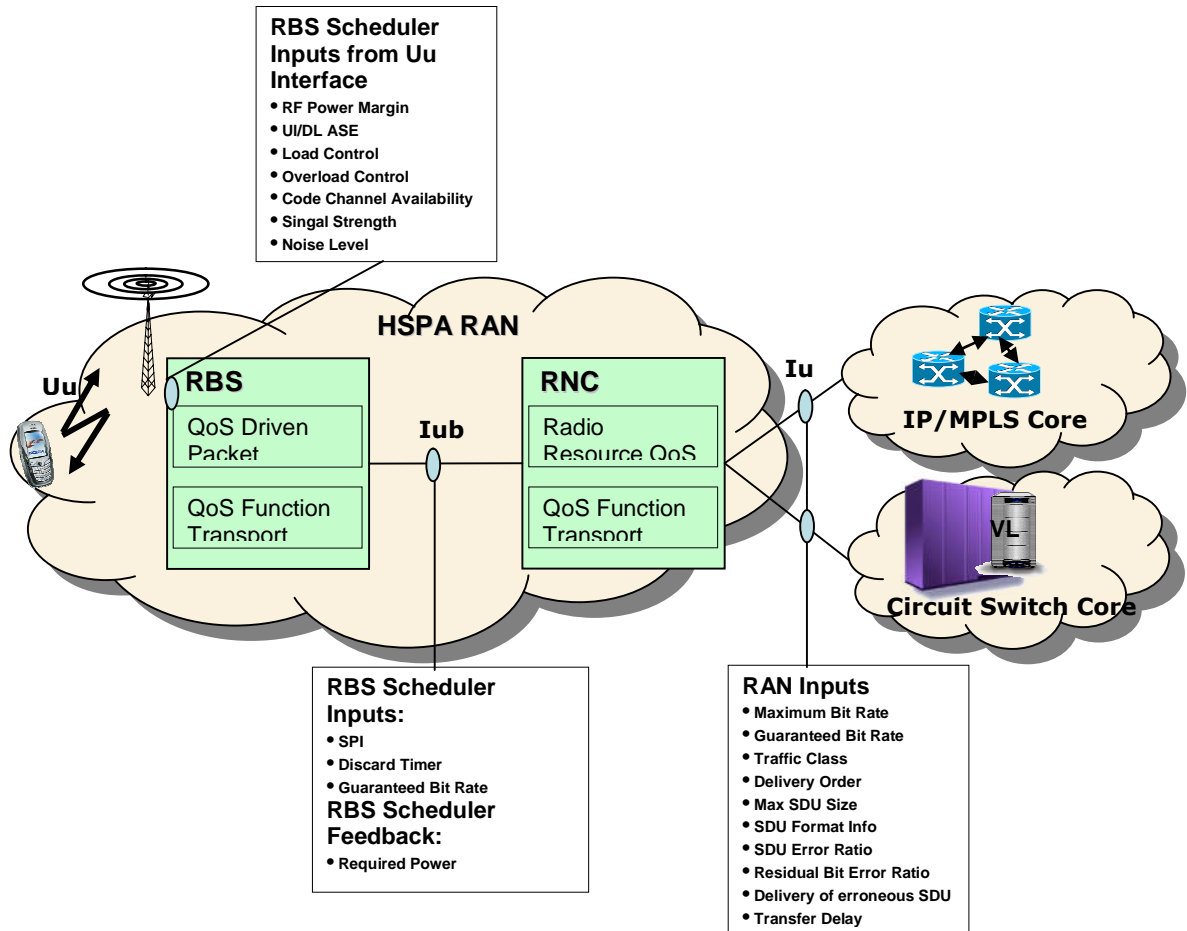 RBS Scheduler
Inputs from Uu
Interface
• RF Power Margin
• UI/DL ASE
• Load Control
• Overload Control
• Code Channel Availability
• Singal Strength
• Noise Level
HSPA RAN
Uu
RBS
QoS Driven
Packet
QoS Function
Transport
Iub
RNC
Radio
Resource QoS
QoS Function
Transport
Iu
IP/MPLS Core
VL
Circuit Switch Core
RBS Scheduler
Inputs:
• SPI
• Discard Timer
• Guaranteed Bit Rate
RBS Scheduler
Feedback:
• Required Power
RAN Inputs
• Maximum Bit Rate
• Guaranteed Bit Rate
• Traffic Class
• Delivery Order
• Max SDU Size
• SDU Format Info
• SDU Error Ratio
• Residual Bit Error Ratio
• Delivery of erroneous SDU
• Transfer Delay